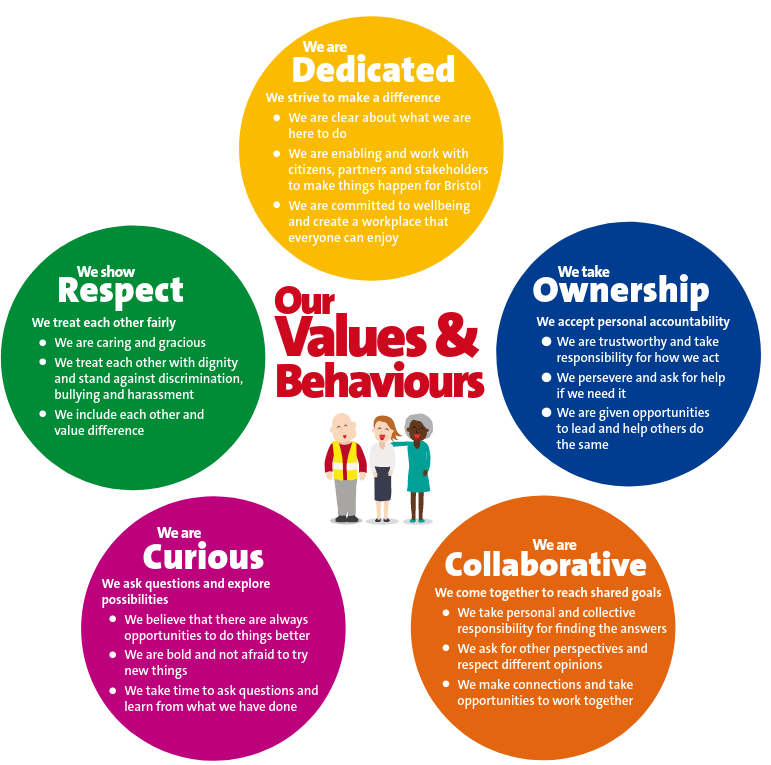 We are
Dedicated
We strive to make a difference
● We are clear about what we are
here to do
● We are enabling and work with
citizens, partners and stakeholders
to make things happen for Bristol
● We are committed to wellbeing
and create a workplace that
everyone can enjoy
We show
Respect
We treat each other fairly
● We are caring and gracious
● We treat each other with dignity
and stand against discrimination,
bullying and harassment
● We include each other and
value difference
Our
Values &
Behaviours
We take
Ownership
We accept personal accountability
● We are trustworthy and take
responsibility for how we act
● We persevere and ask for help
if we need it
● We are given opportunities
to lead and help others do
the same
We are
Curious
We ask questions and explore
possibilities
● We believe that there are always
opportunities to do things better
● We are bold and not afraid to try
new things
● We take time to ask questions and
learn from what we have done
We are
Collaborative
We come together to reach shared goals
● We take personal and collective
responsibility for finding the answers
● We ask for other perspectives and
respect different opinions
● We make connections and take
opportunities to work together